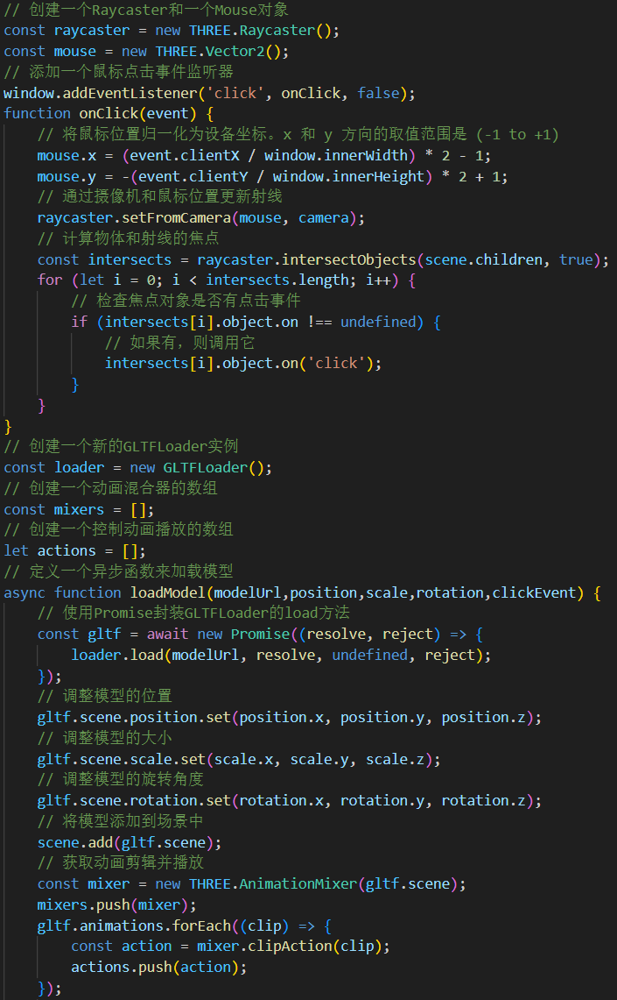 // 创建一个Raycaster和一个Mouse对象
const raycaster = new THREE.Raycaster();
const mouse = new THREE.Vector2();
// 添加一个鼠标点击事件监听器
window.addEventListener('click', onClick, false);
function onClick(event) {
    // 将鼠标位置归一化为设备坐标。x 和 y 方向的取值范围是 (-1 to +1)
    mouse.x = (event.clientX / window.innerWidth) * 2 - 1;
    mouse.y = -(event.clientY / window.innerHeight) * 2 + 1;
    // 通过摄像机和鼠标位置更新射线
    raycaster.setFromCamera(mouse, camera);
    // 计算物体和射线的焦点
    const intersects = raycaster.intersectObjects(scene.children, true);
    for (let i = 0; i < intersects.length; i++) {
        // 检查焦点对象是否有点击事件
        if (intersects[i].object.on !== undefined) {
            // 如果有，则调用它
            intersects[i].object.on('click');
        }
    }
}
// 创建一个新的GLTFLoader实例
const loader = new GLTFLoader();
// 创建一个动画混合器的数组
const mixers = [];
// 创建一个控制动画播放的数组
let actions = [];
// 定义一个异步函数来加载模型
async function loadModel(modelUrl,position,scale,rotation,clickEvent) {
    // 使用Promise封装GLTFLoader的load方法
    const gltf = await new Promise((resolve, reject) => {
        loader.load(modelUrl, resolve, undefined, reject);
    });
    // 调整模型的位置
    gltf.scene.position.set(position.x, position.y, position.z);
    // 调整模型的大小
    gltf.scene.scale.set(scale.x, scale.y, scale.z);
    // 调整模型的旋转角度
    gltf.scene.rotation.set(rotation.x, rotation.y, rotation.z);
    // 将模型添加到场景中
    scene.add(gltf.scene);
    // 获取动画剪辑并播放
    const mixer = new THREE.AnimationMixer(gltf.scene);
    mixers.push(mixer);
    gltf.animations.forEach((clip) => {
        const action = mixer.clipAction(clip);
        actions.push(action);
    });